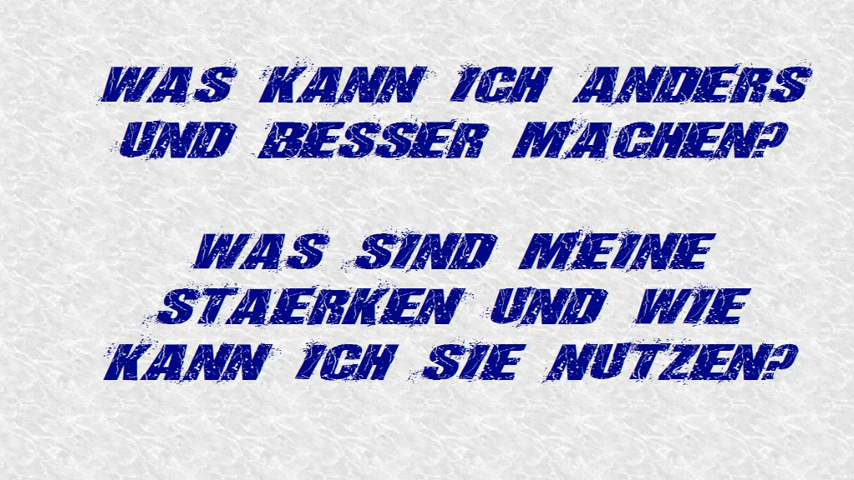 WAS KANN ICH ANDERS
UND BESSER MACHEN?
WAS SIND MEINE
STAERKEN UND WIE
KANN ICH SIE NUTZEN?